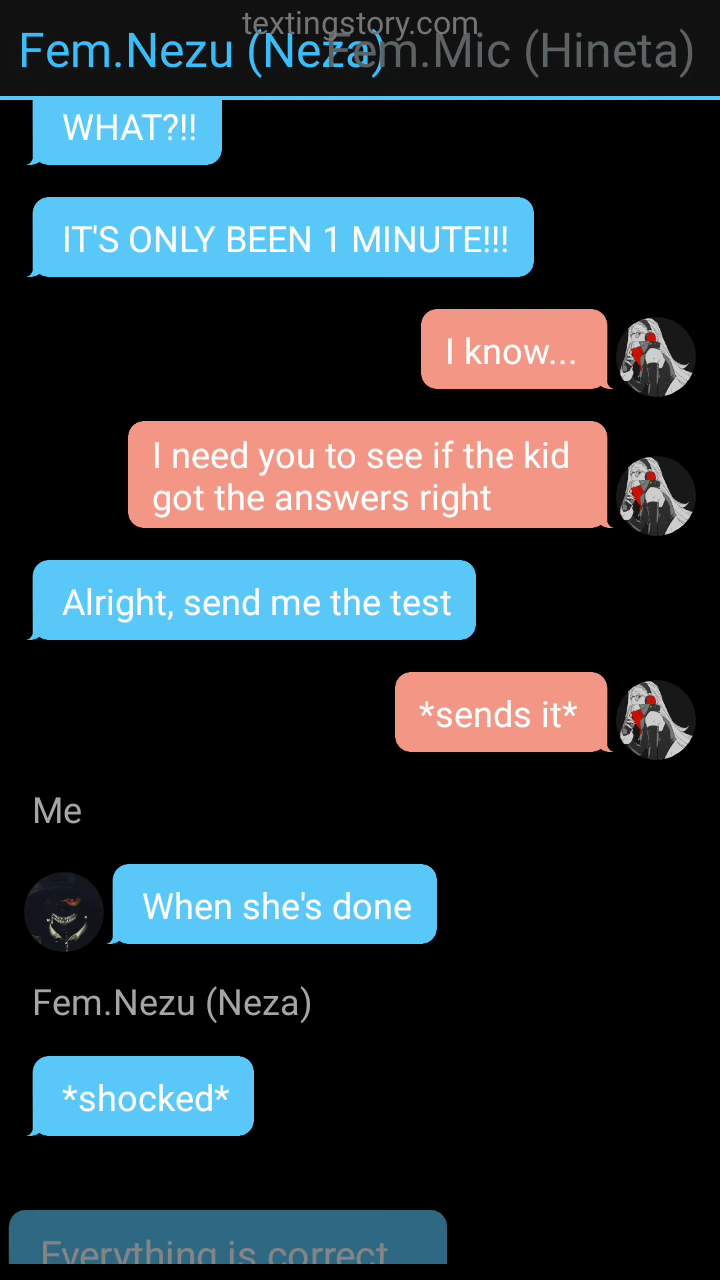 textingstory.com
Fem.Nezu (Neza)
Fem.Mic (Hineta)
WHAT?!!
IT'S ONLY BEEN 1 MINUTE!!!
I know...
I need you to see if the kid
got the answers right
Alright, send me the test
*sends it*
Me
When she's done
Fem.Nezu (Neza)
*shocked*
Everything is correct